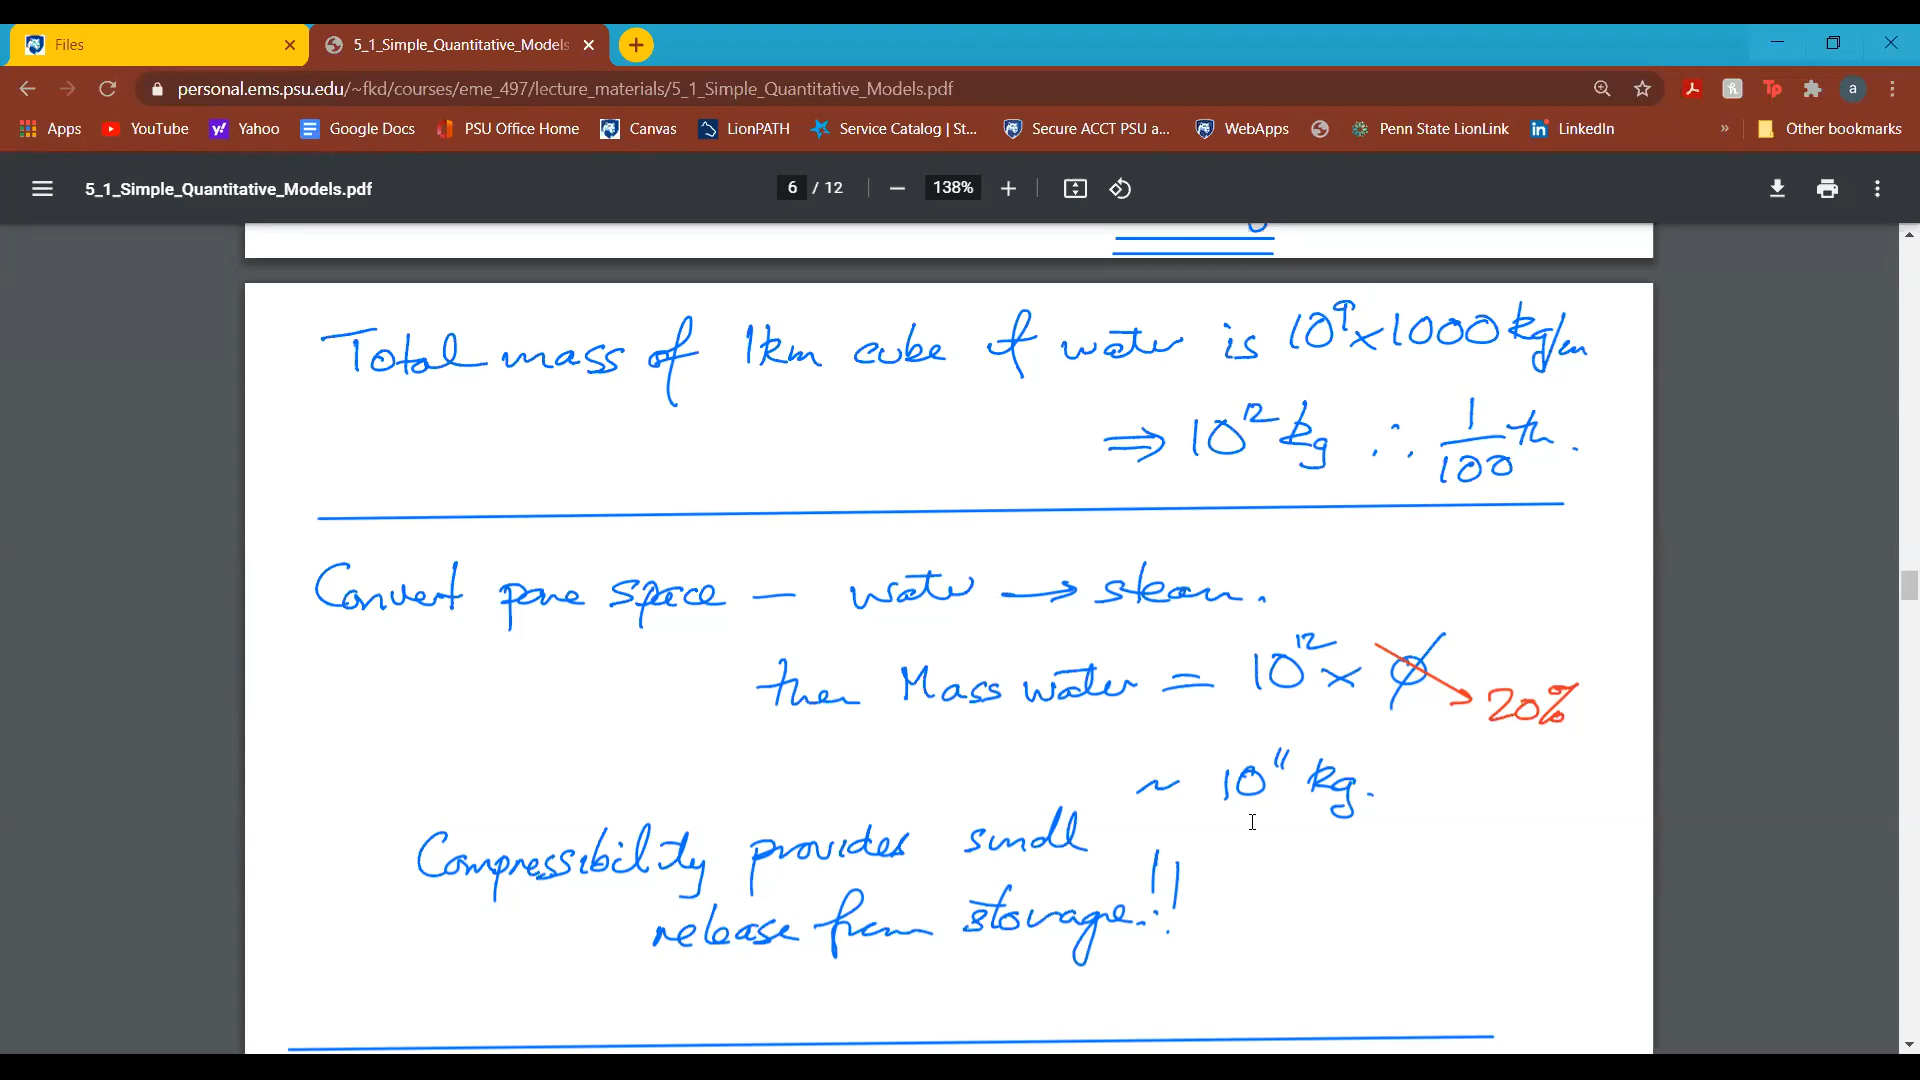 Files
5_1_Simple_Quantitative_Models
personal.ems.psu.edu/~fkd/courses/eme_497/lecture_materials/5_1_Simple_Quantitative_Models.pdf
a
Apps YouTube Yahoo Google Docs PSU Office Home Canvas LionPATH Service Catalog | St... Secure ACCT PSU a... WebApps Penn State LionLink LinkedIn » Other bookmarks
5_1_Simple_Quantitative_Models.pdf 6 / 12 138%
Total mass of 1km cube of water is 10⁹ x 1000 kg/m
⇒ 10¹² kg ∴ 1/100 th.
Convert pore space – water → steam.
then Mass water = 10¹² x ϕ → 20%
~ 10¹¹ kg.
Compressibility provides small
release from storage..!!